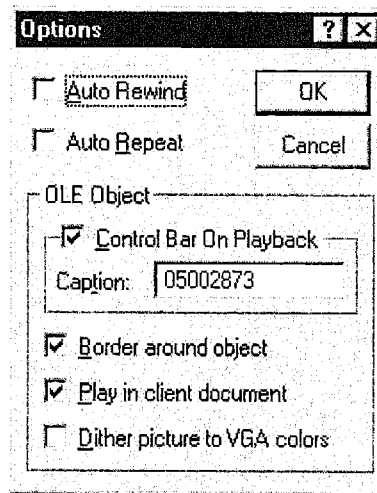 Options
Auto Rewind
OK
Auto Repeat
Cancel
OLE Object
Control Bar On Playback
Caption: 05002873
Border around object
Play in client document
Dither picture to VGA colors